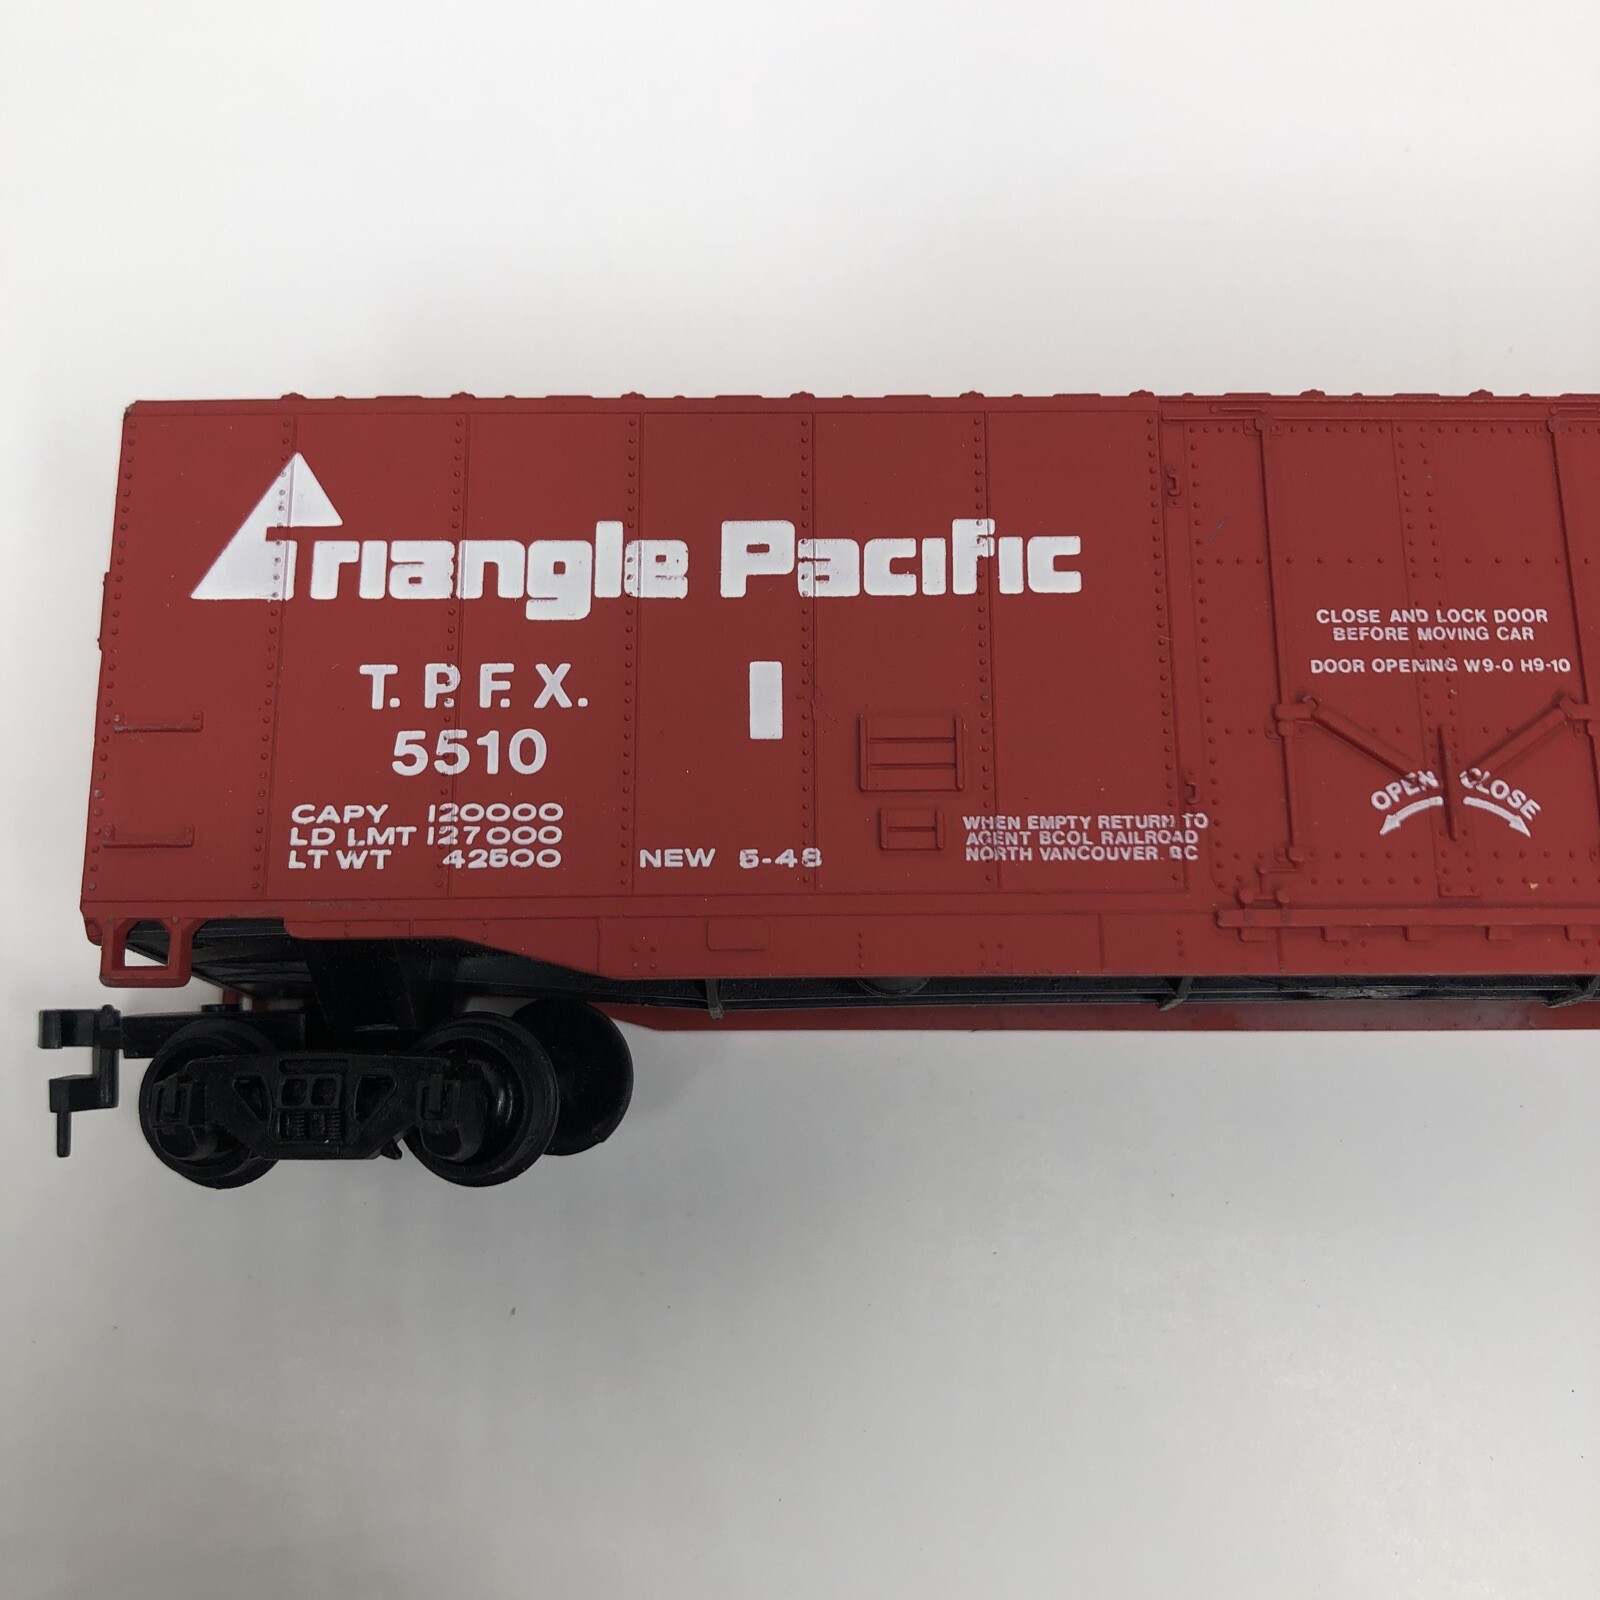 Triangle Pacific
T. P. F. X.
5510
CAPY 120000
LD LMT 127000
LT WT 42500
NEW 5-48
WHEN EMPTY RETURN TO
AGENT BCOL RAILROAD
NORTH VANCOUVER. BC
CLOSE AND LOCK DOOR
BEFORE MOVING CAR
DOOR OPENING W9-0 H9-10
OPEN CLOSE